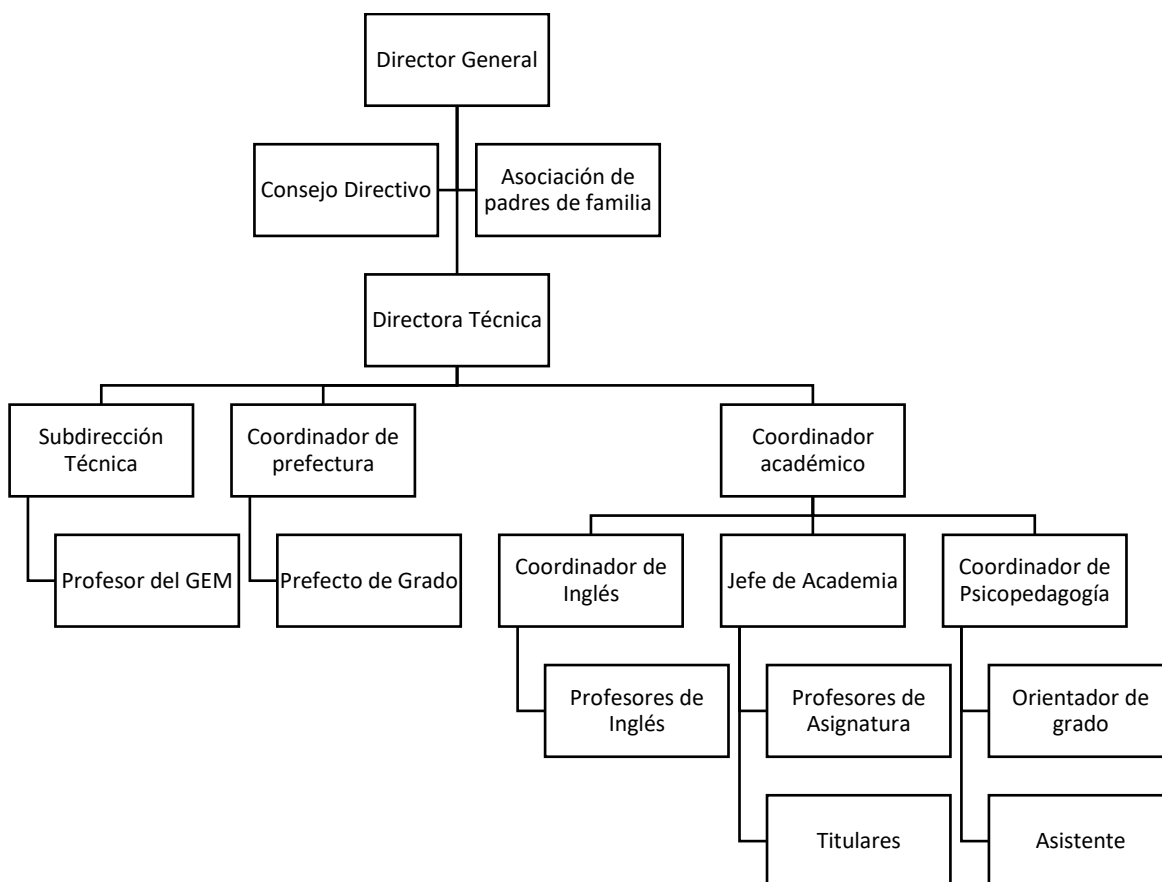 Director General
Consejo Directivo
Asociación de
padres de familia
Directora Técnica
Subdirección
Técnica
Coordinador de
prefectura
Coordinador
académico
Profesor del GEM
Prefecto de Grado
Coordinador de
Inglés
Jefe de Academia
Coordinador de
Psicopedagogía
Profesores de
Inglés
Profesores de
Asignatura
Orientador de
grado
Titulares
Asistente